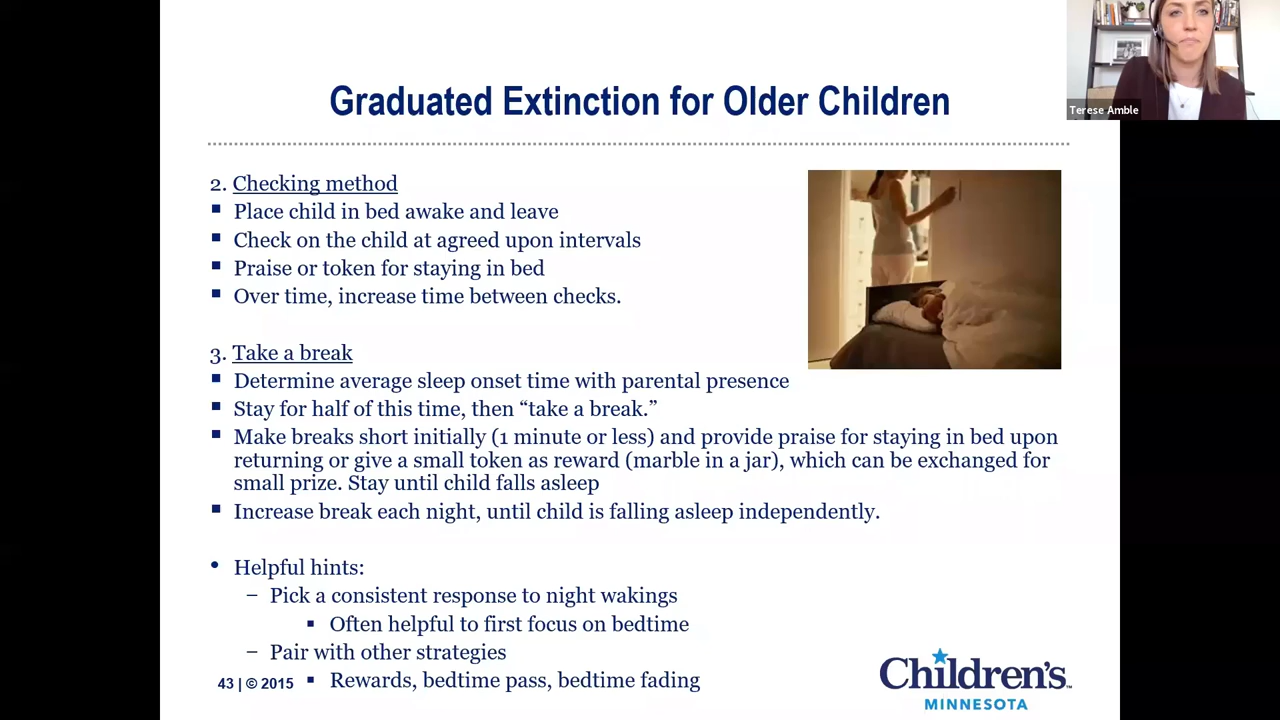 Terese Amble
Graduated Extinction for Older Children
2. Checking method
▪ Place child in bed awake and leave
▪ Check on the child at agreed upon intervals
▪ Praise or token for staying in bed
▪ Over time, increase time between checks.
3. Take a break
▪ Determine average sleep onset time with parental presence
▪ Stay for half of this time, then “take a break.”
▪ Make breaks short initially (1 minute or less) and provide praise for staying in bed upon
returning or give a small token as reward (marble in a jar), which can be exchanged for
small prize. Stay until child falls asleep
▪ Increase break each night, until child is falling asleep independently.
• Helpful hints:
– Pick a consistent response to night wakings
▪ Often helpful to first focus on bedtime
– Pair with other strategies
▪ Rewards, bedtime pass, bedtime fading
43 | © 2015
Children's™
MINNESOTA